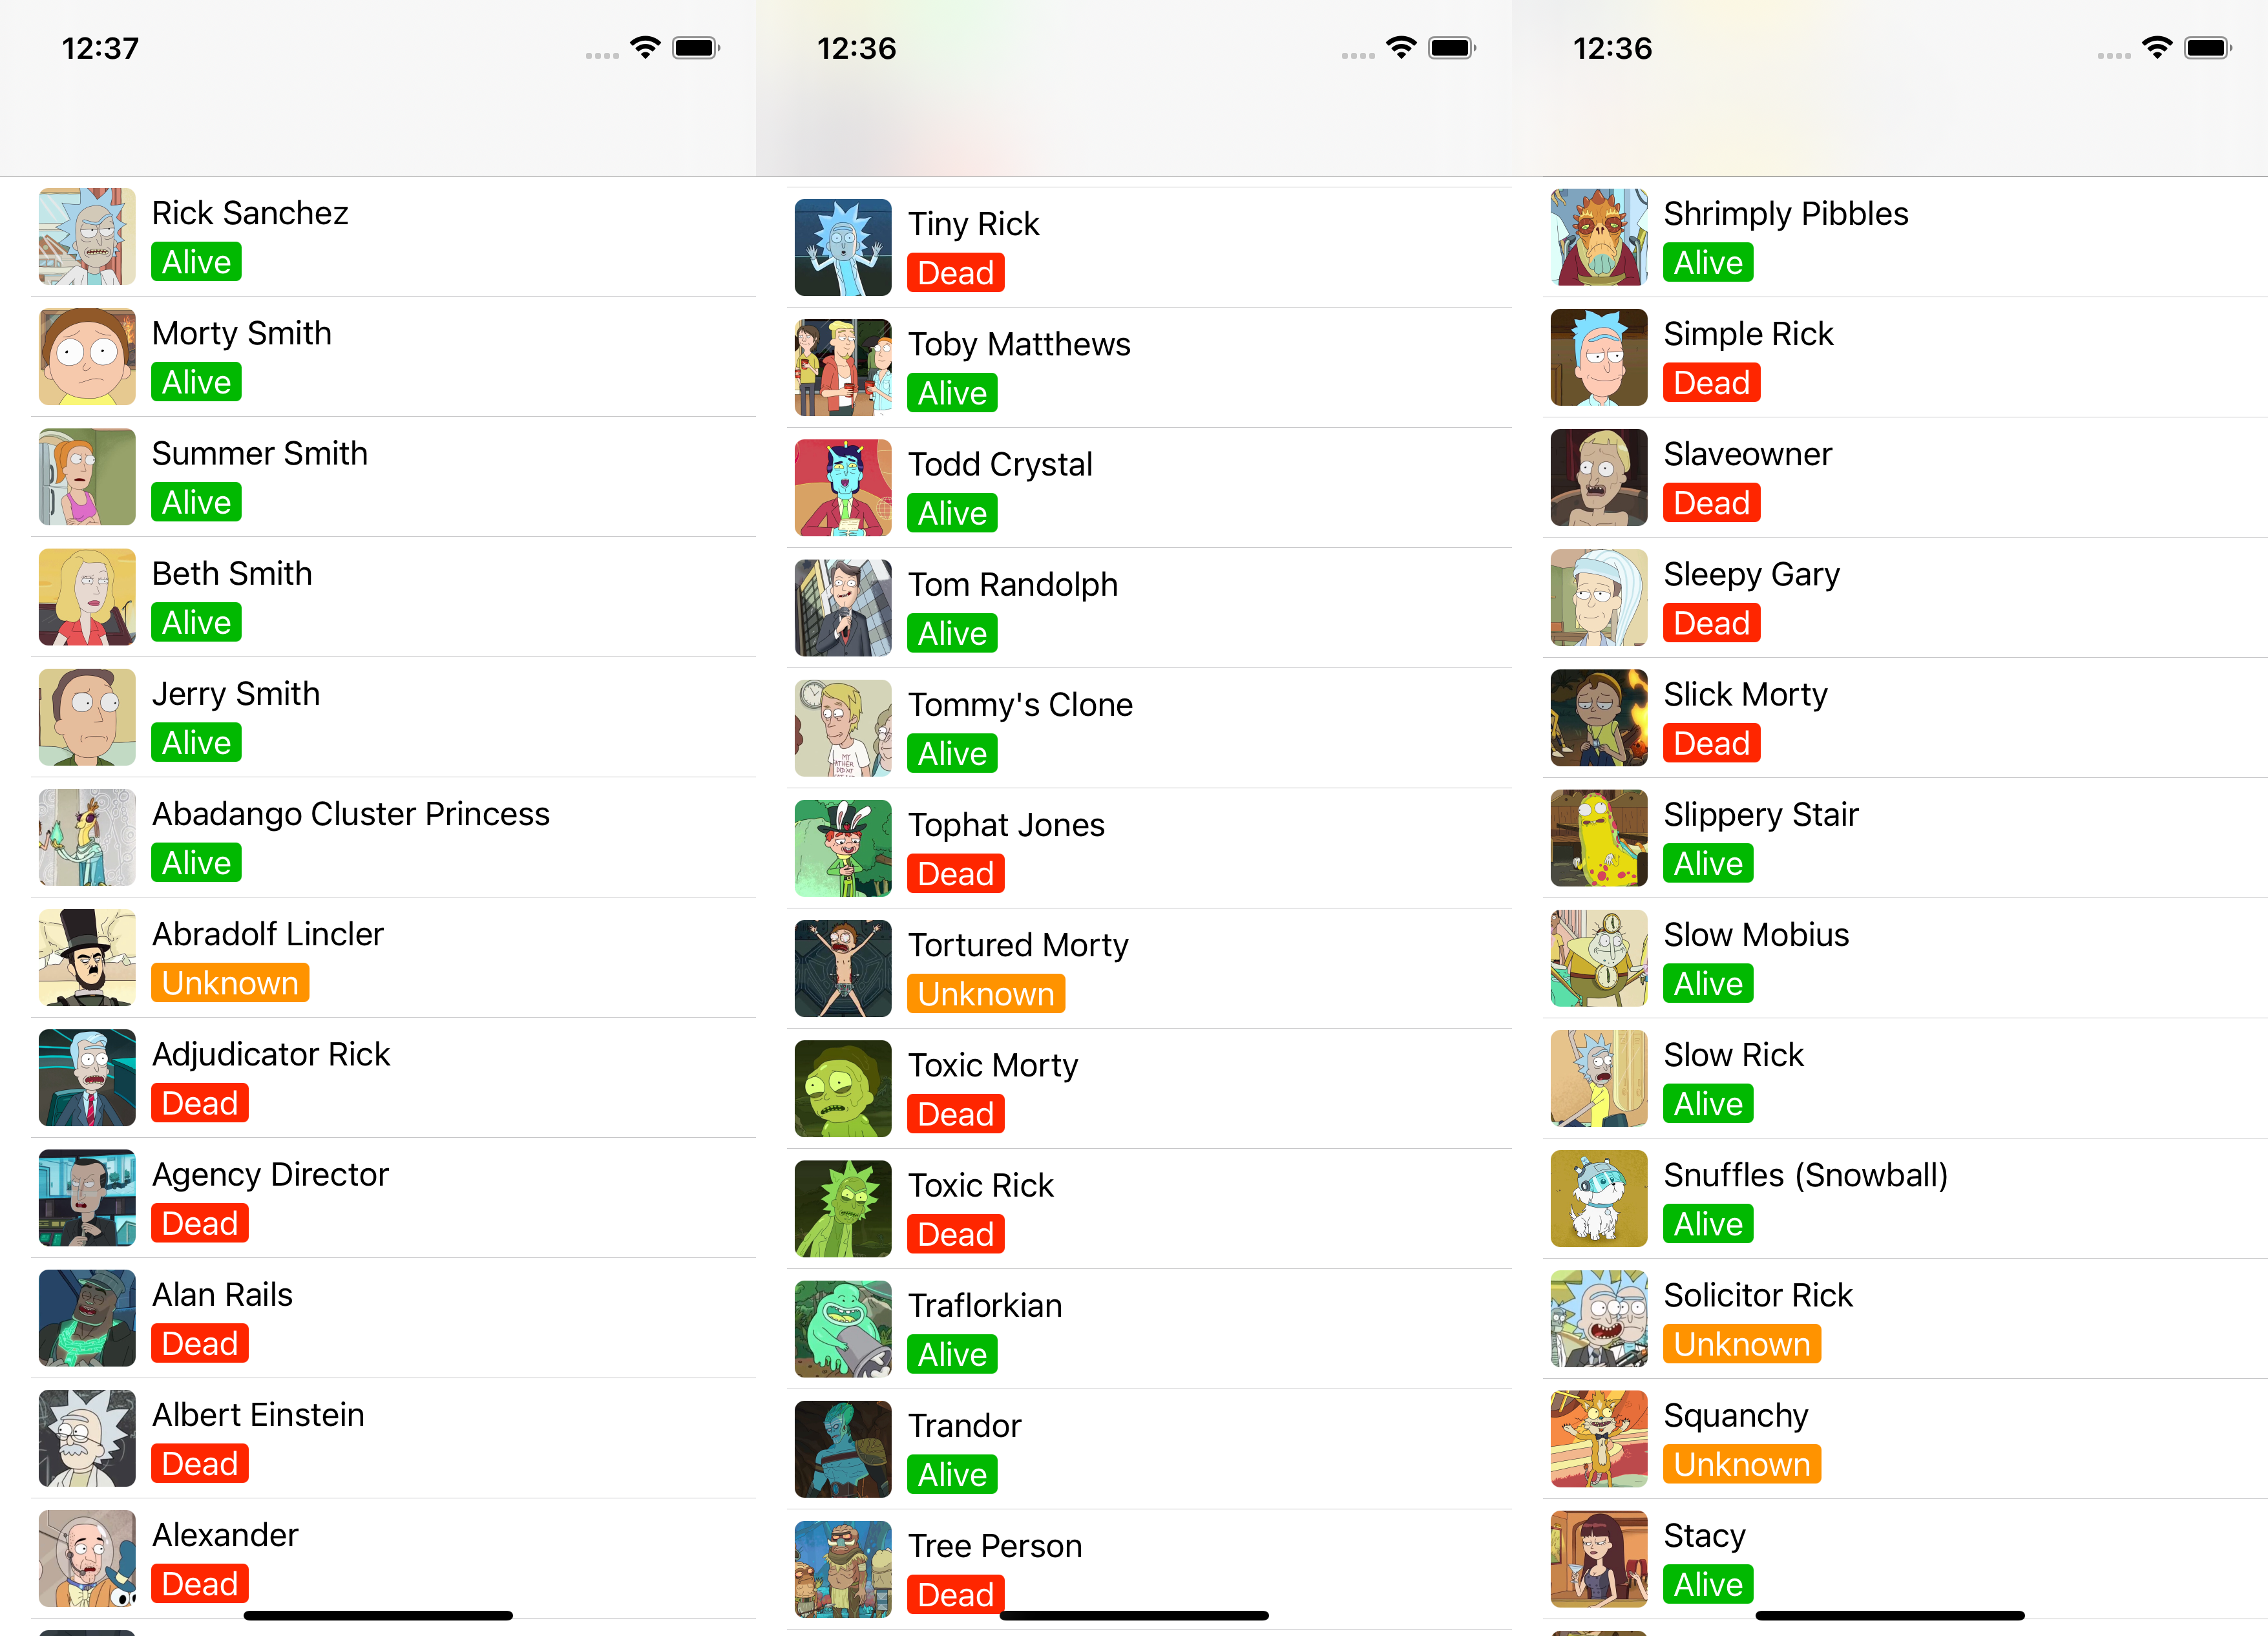 12:37
Rick Sanchez
Alive
Morty Smith
Alive
Summer Smith
Alive
Beth Smith
Alive
Jerry Smith
Alive
Abadango Cluster Princess
Alive
Abradolf Lincler
Unknown
Adjudicator Rick
Dead
Agency Director
Dead
Alan Rails
Dead
Albert Einstein
Dead
Alexander
Dead
12:36
Tiny Rick
Dead
Toby Matthews
Alive
Todd Crystal
Alive
Tom Randolph
Alive
Tommy's Clone
Alive
MY
Tophat Jones
Dead
Tortured Morty
Unknown
Toxic Morty
Dead
Toxic Rick
Dead
Traflorkian
Alive
Trandor
Alive
Tree Person
Dead
12:36
Shrimply Pibbles
Alive
Simple Rick
Dead
Slaveowner
Dead
Sleepy Gary
Dead
Slick Morty
Dead
Slippery Stair
Alive
Slow Mobius
Alive
Slow Rick
Alive
Snuffles (Snowball)
Alive
Solicitor Rick
Unknown
Squanchy
Unknown
Stacy
Alive